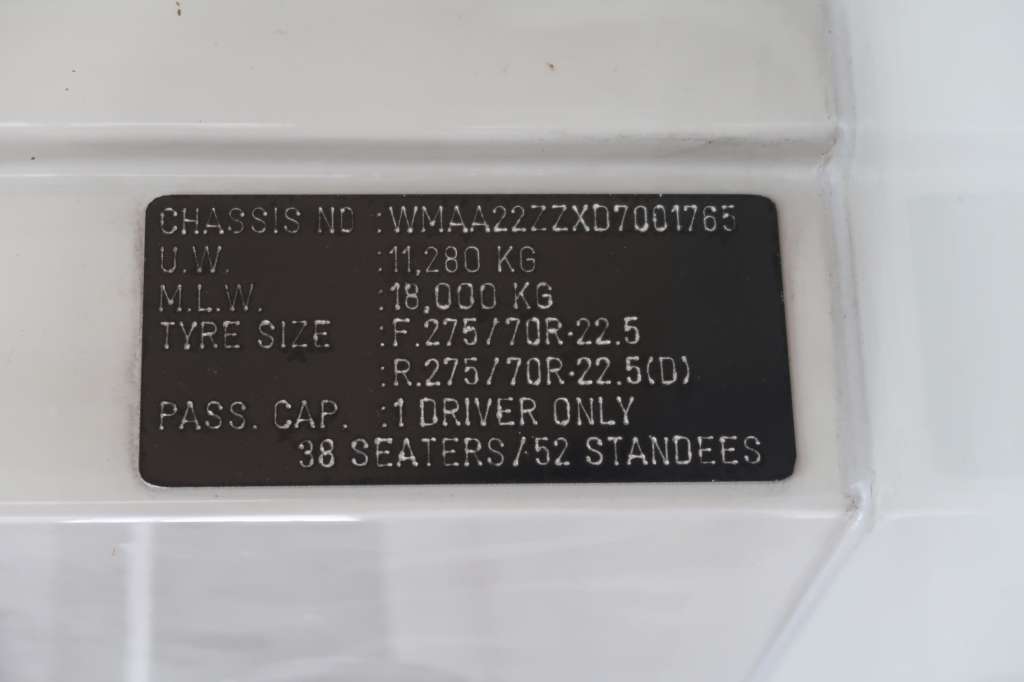 CHASSIS NO :WMAA22ZZXD7001765
U.W. :11,280 KG
M.L.W. :18,000 KG
TYRE SIZE :F.275/70R·22.5
:R.275/70R·22.5(D)
PASS. CAP. :1 DRIVER ONLY
38 SEATERS/52 STANDEES